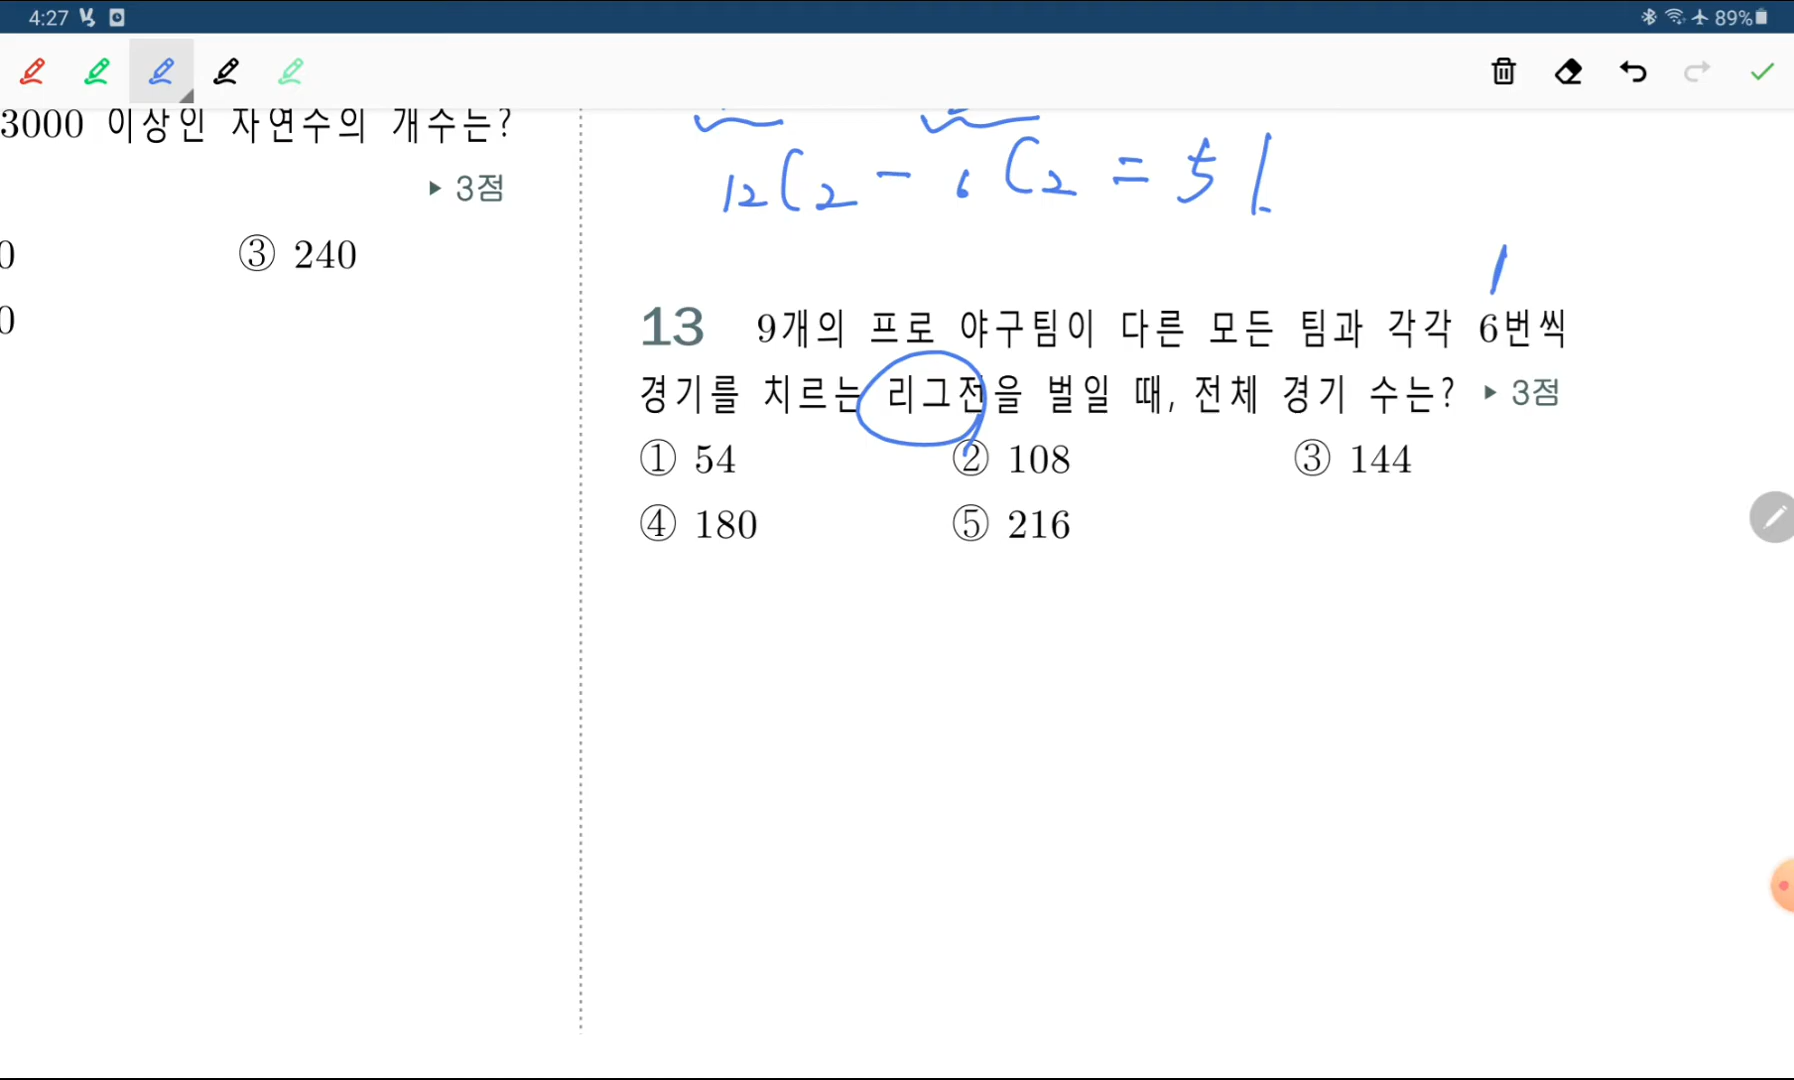 4:27
89%
3000 이상인 자연수의 개수는?
▶ 3점
0
③ 240
0
₁₂C₂ - ₆C₂ = 51
1
13 9개의 프로 야구팀이 다른 모든 팀과 각각 6번씩
경기를 치르는 리그전을 벌일 때, 전체 경기 수는? ▶ 3점
① 54 ② 108 ③ 144
④ 180 ⑤ 216